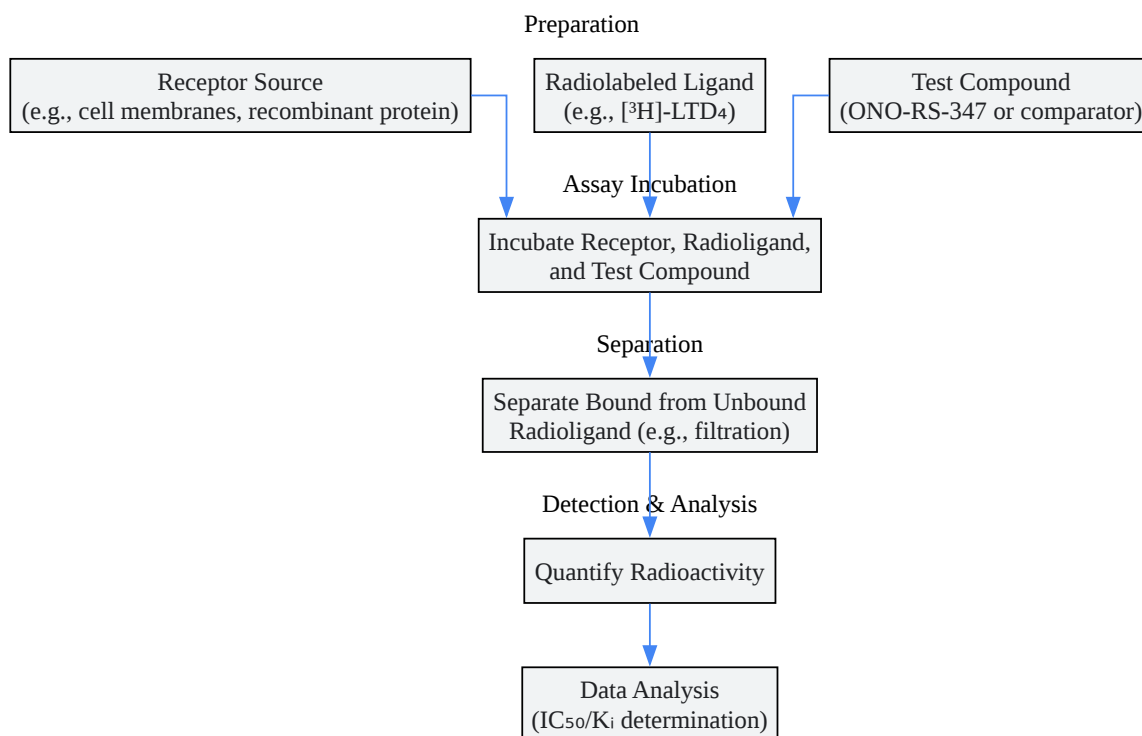 Preparation
Receptor Source
(e.g., cell membranes, recombinant protein)
Radiolabeled Ligand
(e.g., [³H]-LTD₄)
Test Compound
(ONO-RS-347 or comparator)
Assay Incubation
Incubate Receptor, Radioligand,
and Test Compound
Separation
Separate Bound from Unbound
Radioligand (e.g., filtration)
Detection & Analysis
Quantify Radioactivity
Data Analysis
(IC₅₀/Kᵢ determination)